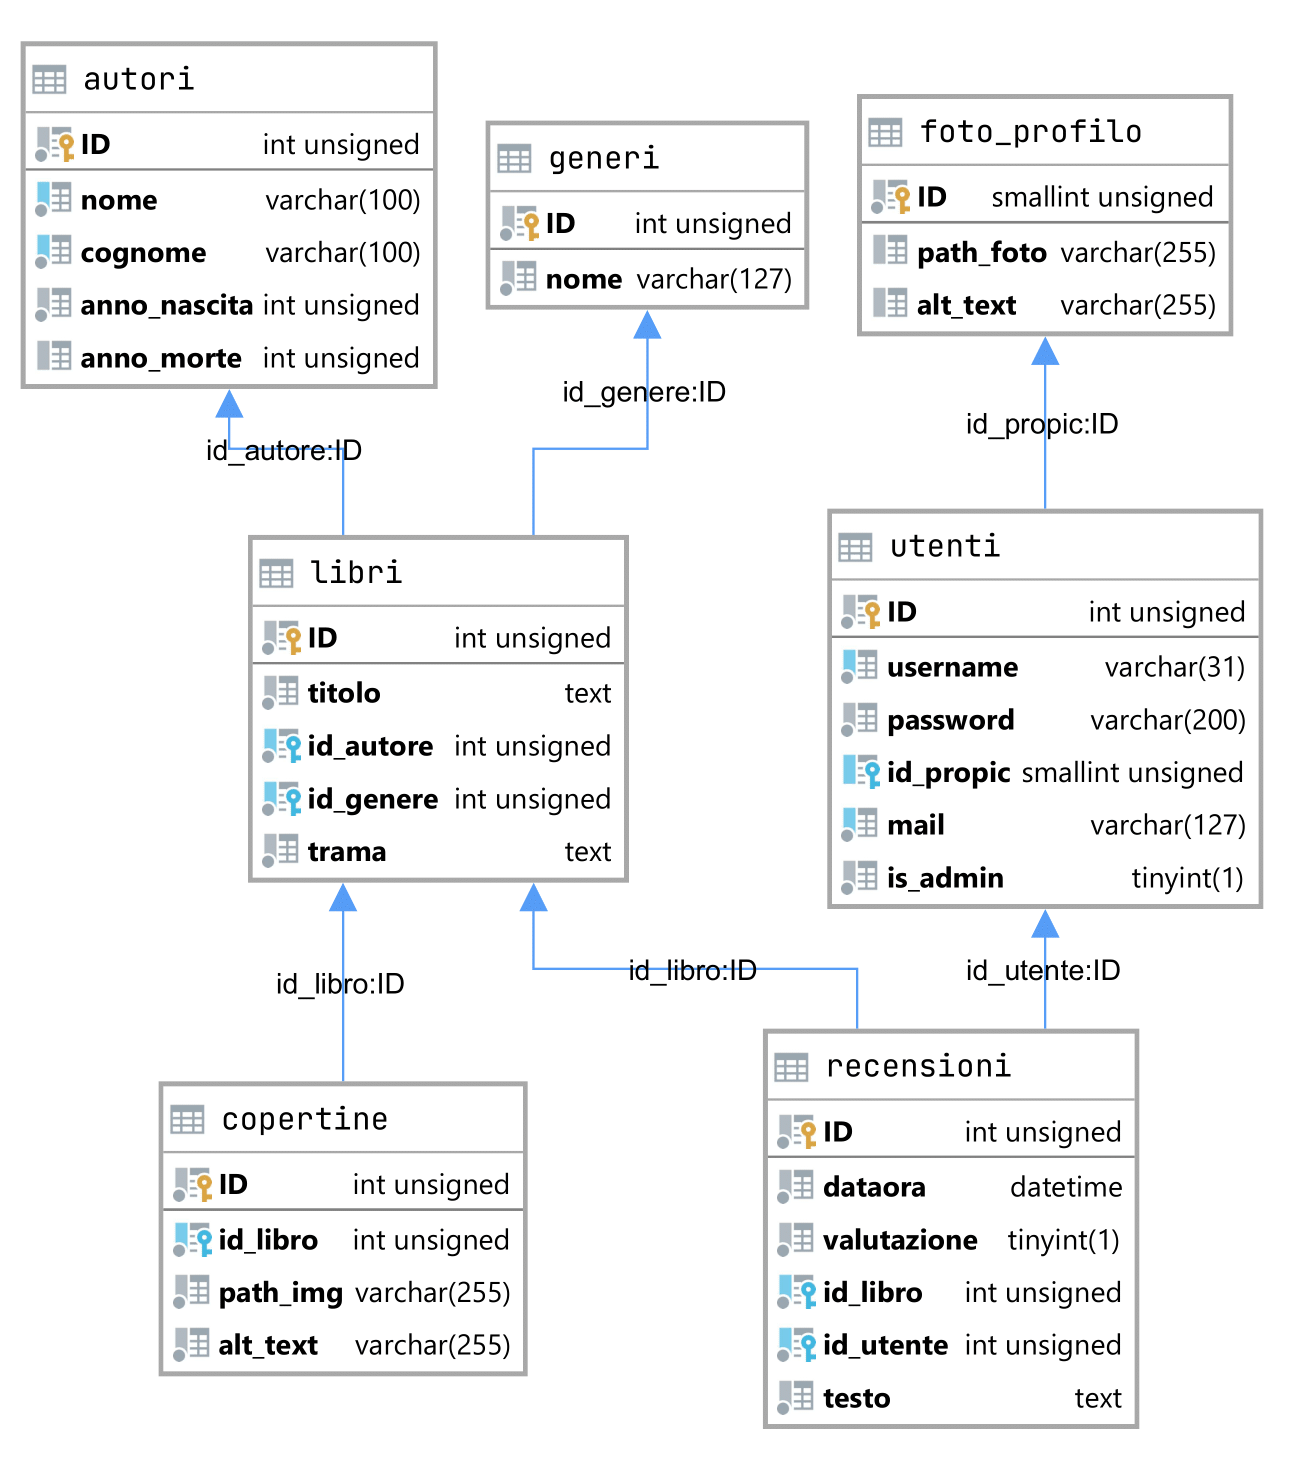 autori
ID int unsigned
nome varchar(100)
cognome varchar(100)
anno_nascita int unsigned
anno_morte int unsigned
generi
ID int unsigned
nome varchar(127)
foto_profilo
ID smallint unsigned
path_foto varchar(255)
alt_text varchar(255)
id_autore:ID
id_genere:ID
id_propic:ID
libri
ID int unsigned
titolo text
id_autore int unsigned
id_genere int unsigned
trama text
utenti
ID int unsigned
username varchar(31)
password varchar(200)
id_propic smallint unsigned
mail varchar(127)
is_admin tinyint(1)
id_libro:ID
id_libro:ID
id_utente:ID
copertine
ID int unsigned
id_libro int unsigned
path_img varchar(255)
alt_text varchar(255)
recensioni
ID int unsigned
dataora datetime
valutazione tinyint(1)
id_libro int unsigned
id_utente int unsigned
testo text